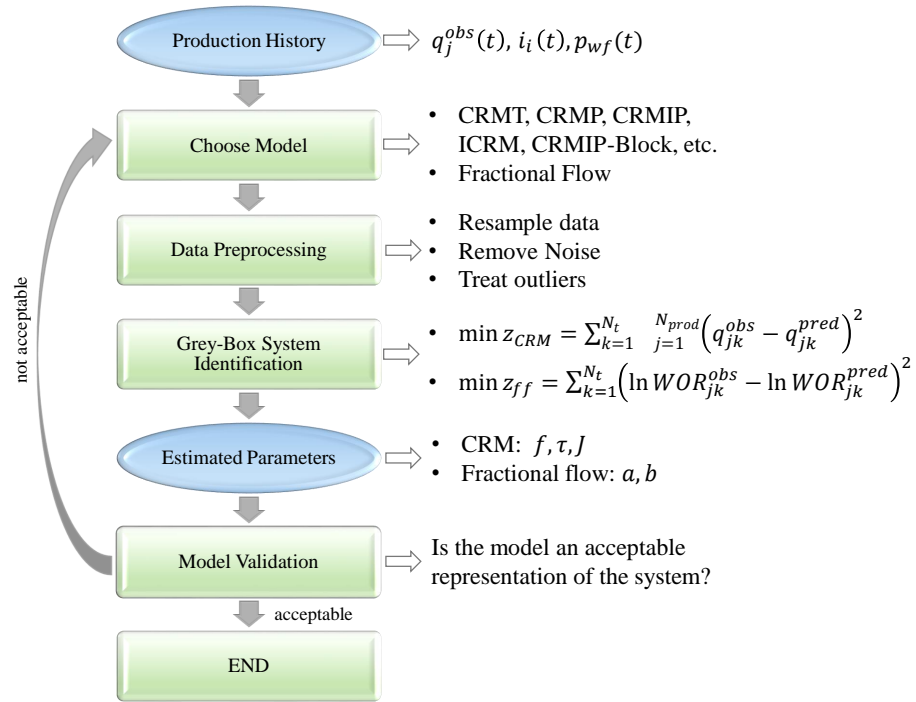 Production History
q_j^{obs}(t), i_i(t), p_{wf}(t)
Choose Model
• CRMT, CRMP, CRMIP,
ICRM, CRMIP-Block, etc.
• Fractional Flow
Data Preprocessing
• Resample data
• Remove Noise
• Treat outliers
Grey-Box System
Identification
• min z_{CRM} = ∑_{k=1}^{N_t} {}_{j=1}^{N_{prod}} (q_{jk}^{obs} − q_{jk}^{pred})^2
• min z_{ff} = ∑_{k=1}^{N_t} (ln WOR_{jk}^{obs} − ln WOR_{jk}^{pred})^2
Estimated Parameters
• CRM: f, τ, J
• Fractional flow: a, b
Model Validation
Is the model an acceptable
representation of the system?
not acceptable
acceptable
END